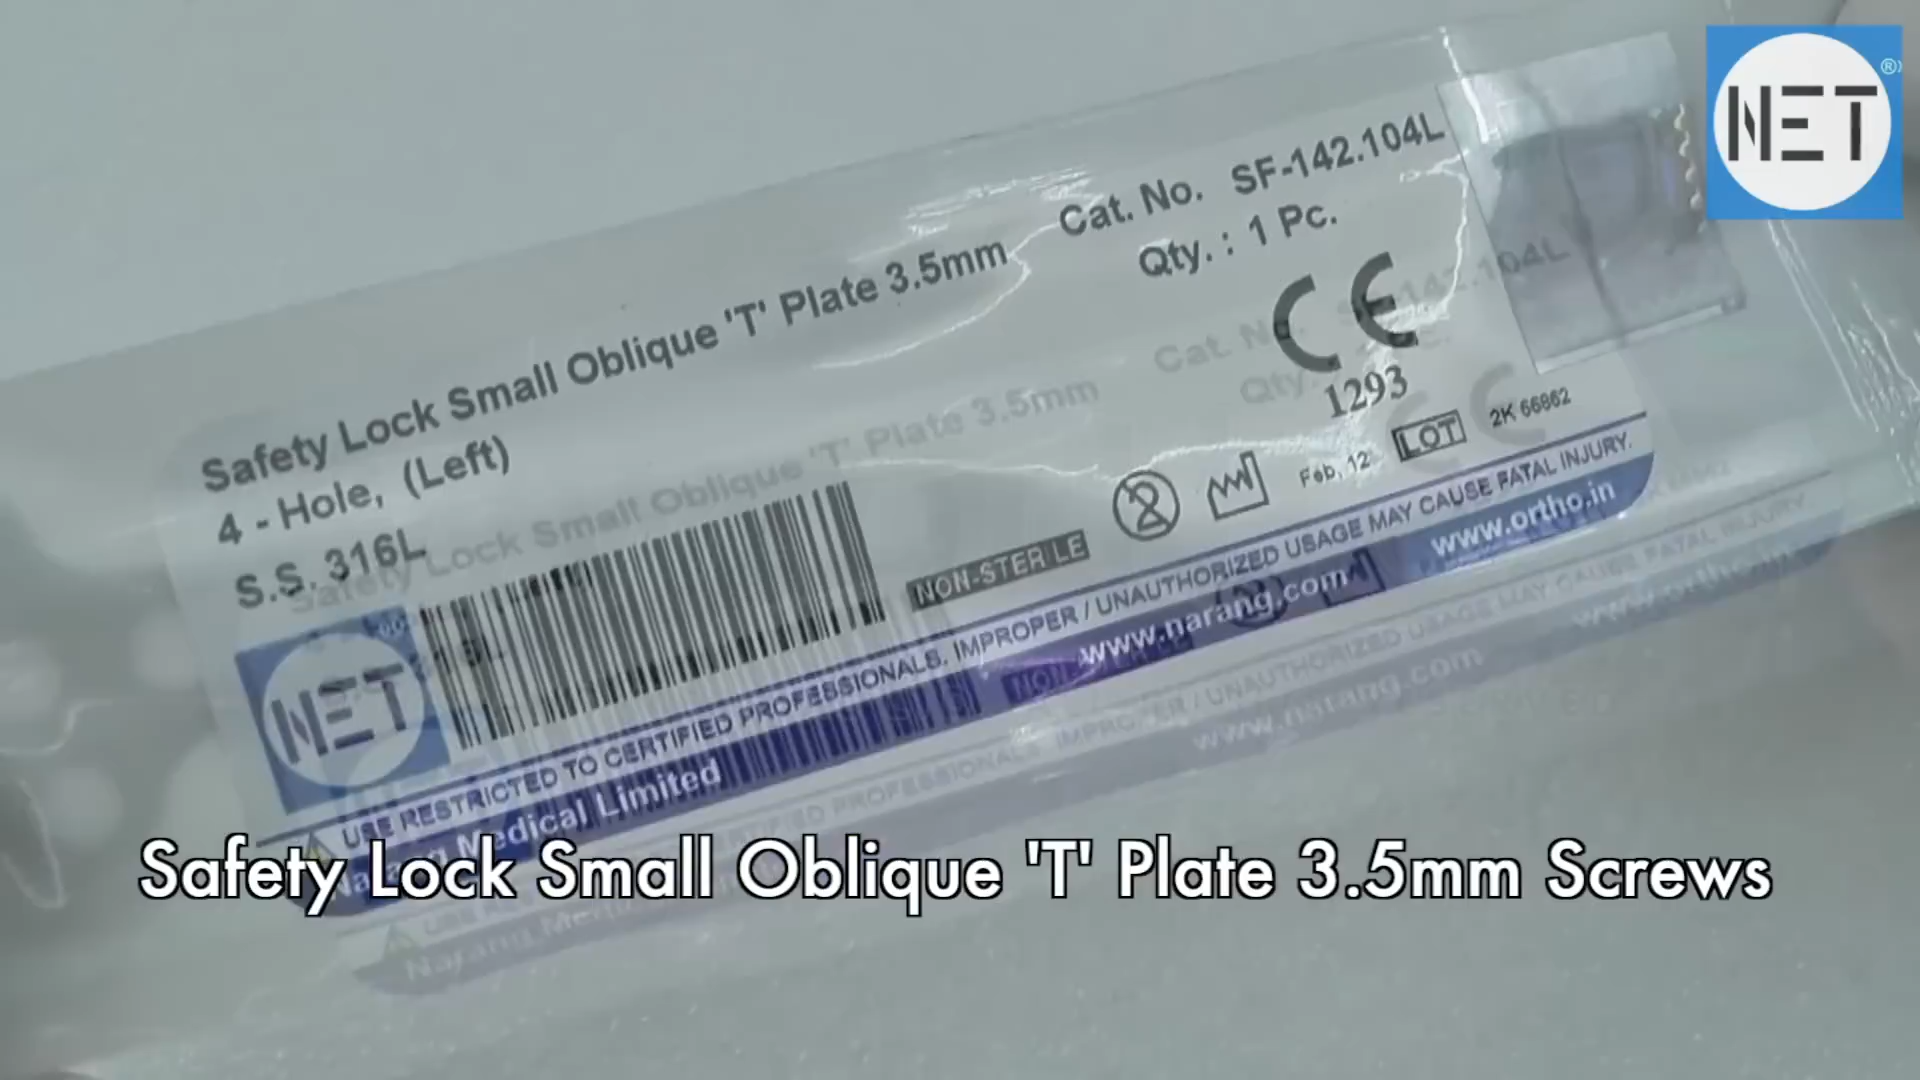 NET®
Safety Lock Small Oblique 'T' Plate 3.5mm
Cat. No. SF-142.104L
4 - Hole, (Left)
Qty. : 1 Pc.
S.S. 316L
CE
1293
NON-STERILE
2
Feb, 12
LOT
2K 66862
NET
USE RESTRICTED TO CERTIFIED PROFESSIONALS. IMPROPER / UNAUTHORIZED USAGE MAY CAUSE FATAL INJURY.
Narang Medical Limited
www.narang.com
www.ortho.in
Safety Lock Small Oblique 'T' Plate 3.5mm Screws